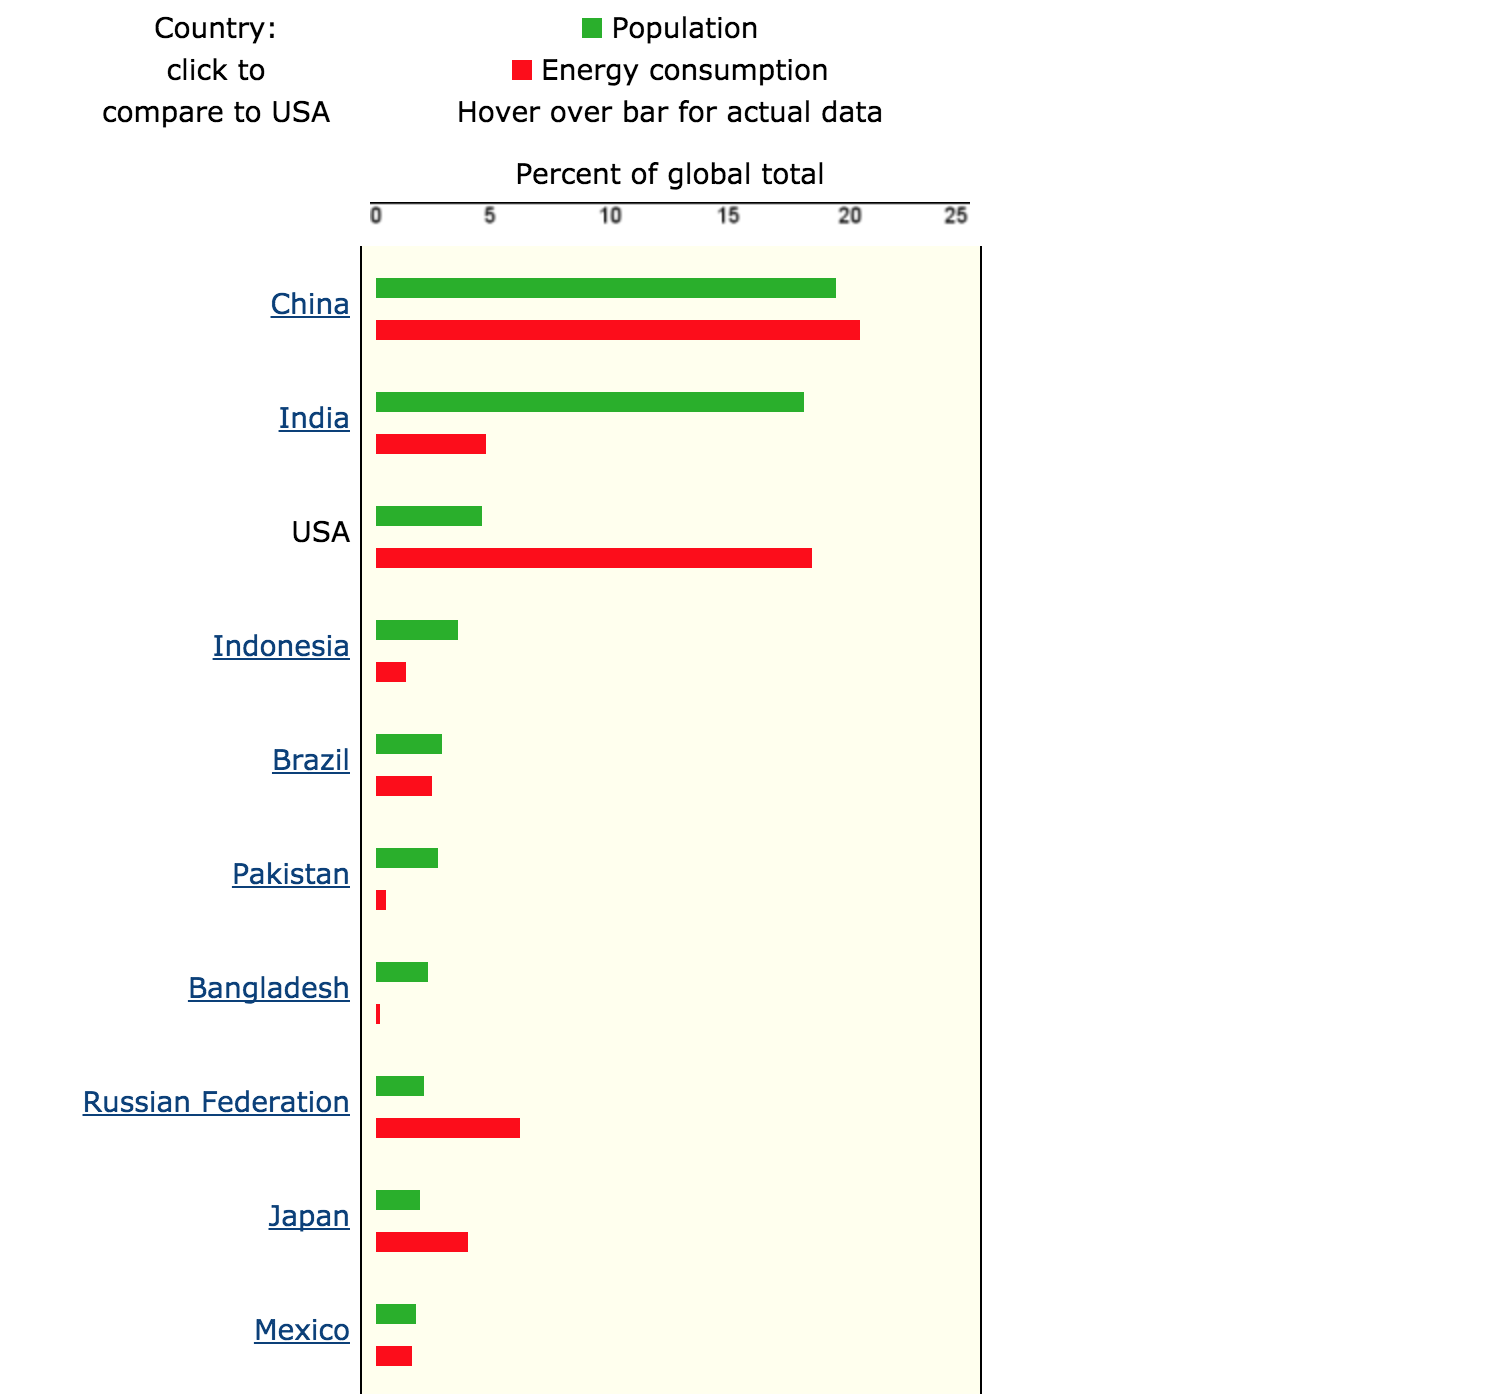 Country:
click to
compare to USA
Population
Energy consumption
Hover over bar for actual data
Percent of global total
0 5 10 15 20 25
China
India
USA
Indonesia
Brazil
Pakistan
Bangladesh
Russian Federation
Japan
Mexico